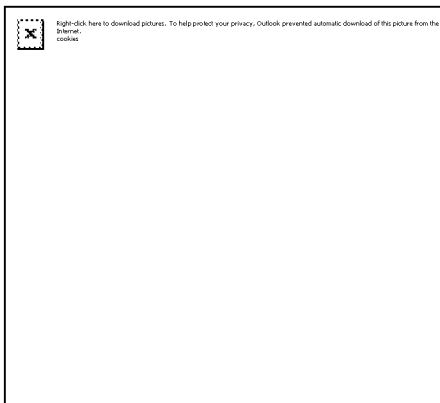 Right-click here to download pictures. To help protect your privacy, Outlook prevented automatic download of this picture from the
Internet.
cookies